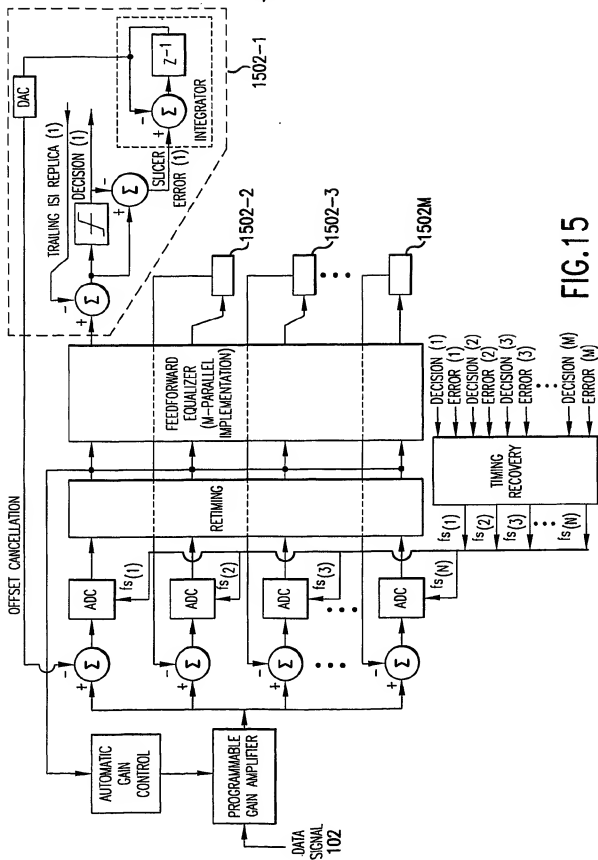 OFFSET CANCELLATION
DAC
TRAILING ISI REPLICA (1)
DECISION (1)
Σ
+
-
Σ
+
-
SLICER
ERROR (1)
Σ
+
-
Z-1
INTEGRATOR
1502-1
1502-2
1502-3
1502M
AUTOMATIC
GAIN
CONTROL
PROGRAMMABLE
GAIN AMPLIFIER
DATA
SIGNAL 102
Σ
+
-
Σ
+
-
Σ
+
-
Σ
+
-
ADC
ADC
ADC
ADC
fs(1)
fs(2)
fs(3)
fs(N)
RETIMING
FEEDFORWARD
EQUALIZER
(M-PARALLEL
IMPLEMENTATION)
fs(1)
fs(2)
fs(3)
fs(N)
TIMING
RECOVERY
DECISION (1)
ERROR (1)
DECISION (2)
ERROR (2)
DECISION (3)
ERROR (3)
DECISION (M)
ERROR (M)
FIG.15